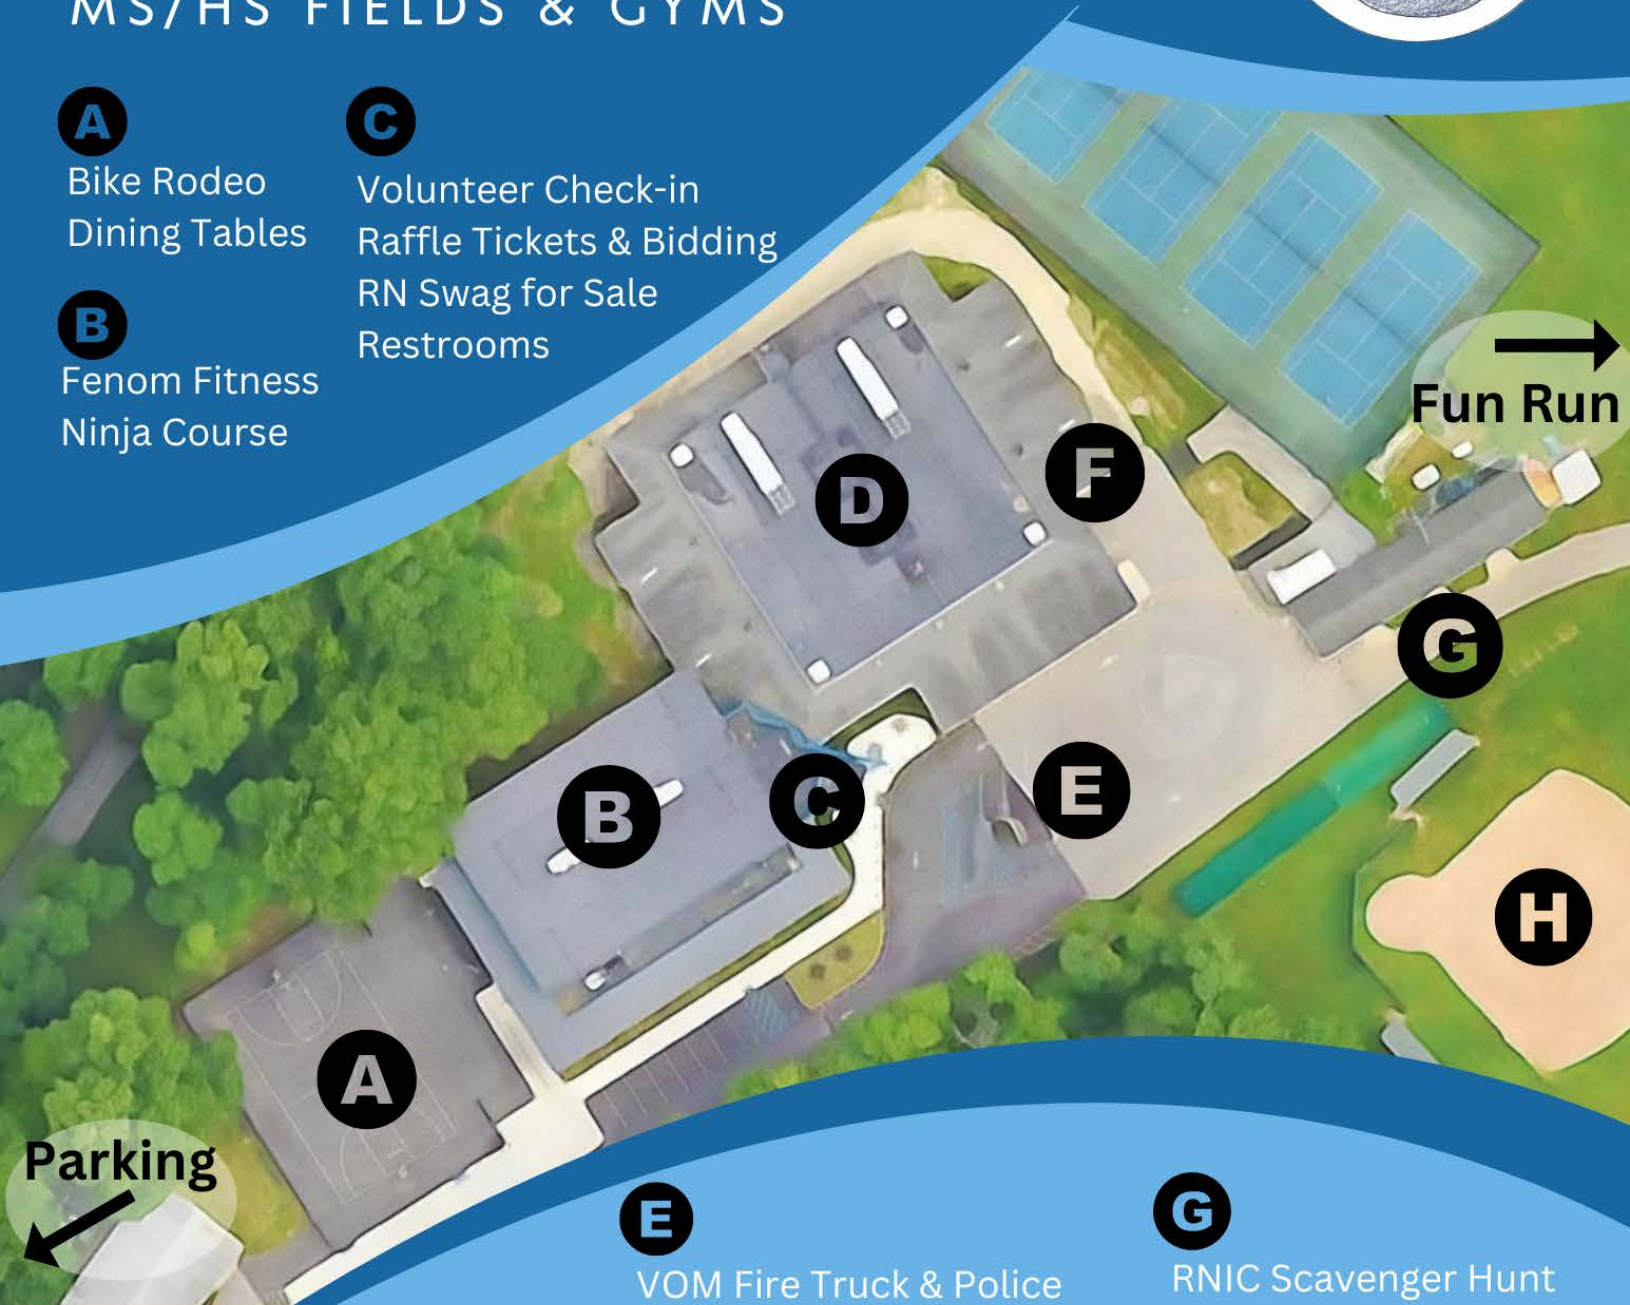 MS/HS FIELDS & GYMS
A
Bike Rodeo
Dining Tables
B
Fenom Fitness
Ninja Course
C
Volunteer Check-in
Raffle Tickets & Bidding
RN Swag for Sale
Restrooms
Fun Run
F
D
G
E
C
B
H
A
Parking
E
VOM Fire Truck & Police
G
RNIC Scavenger Hunt